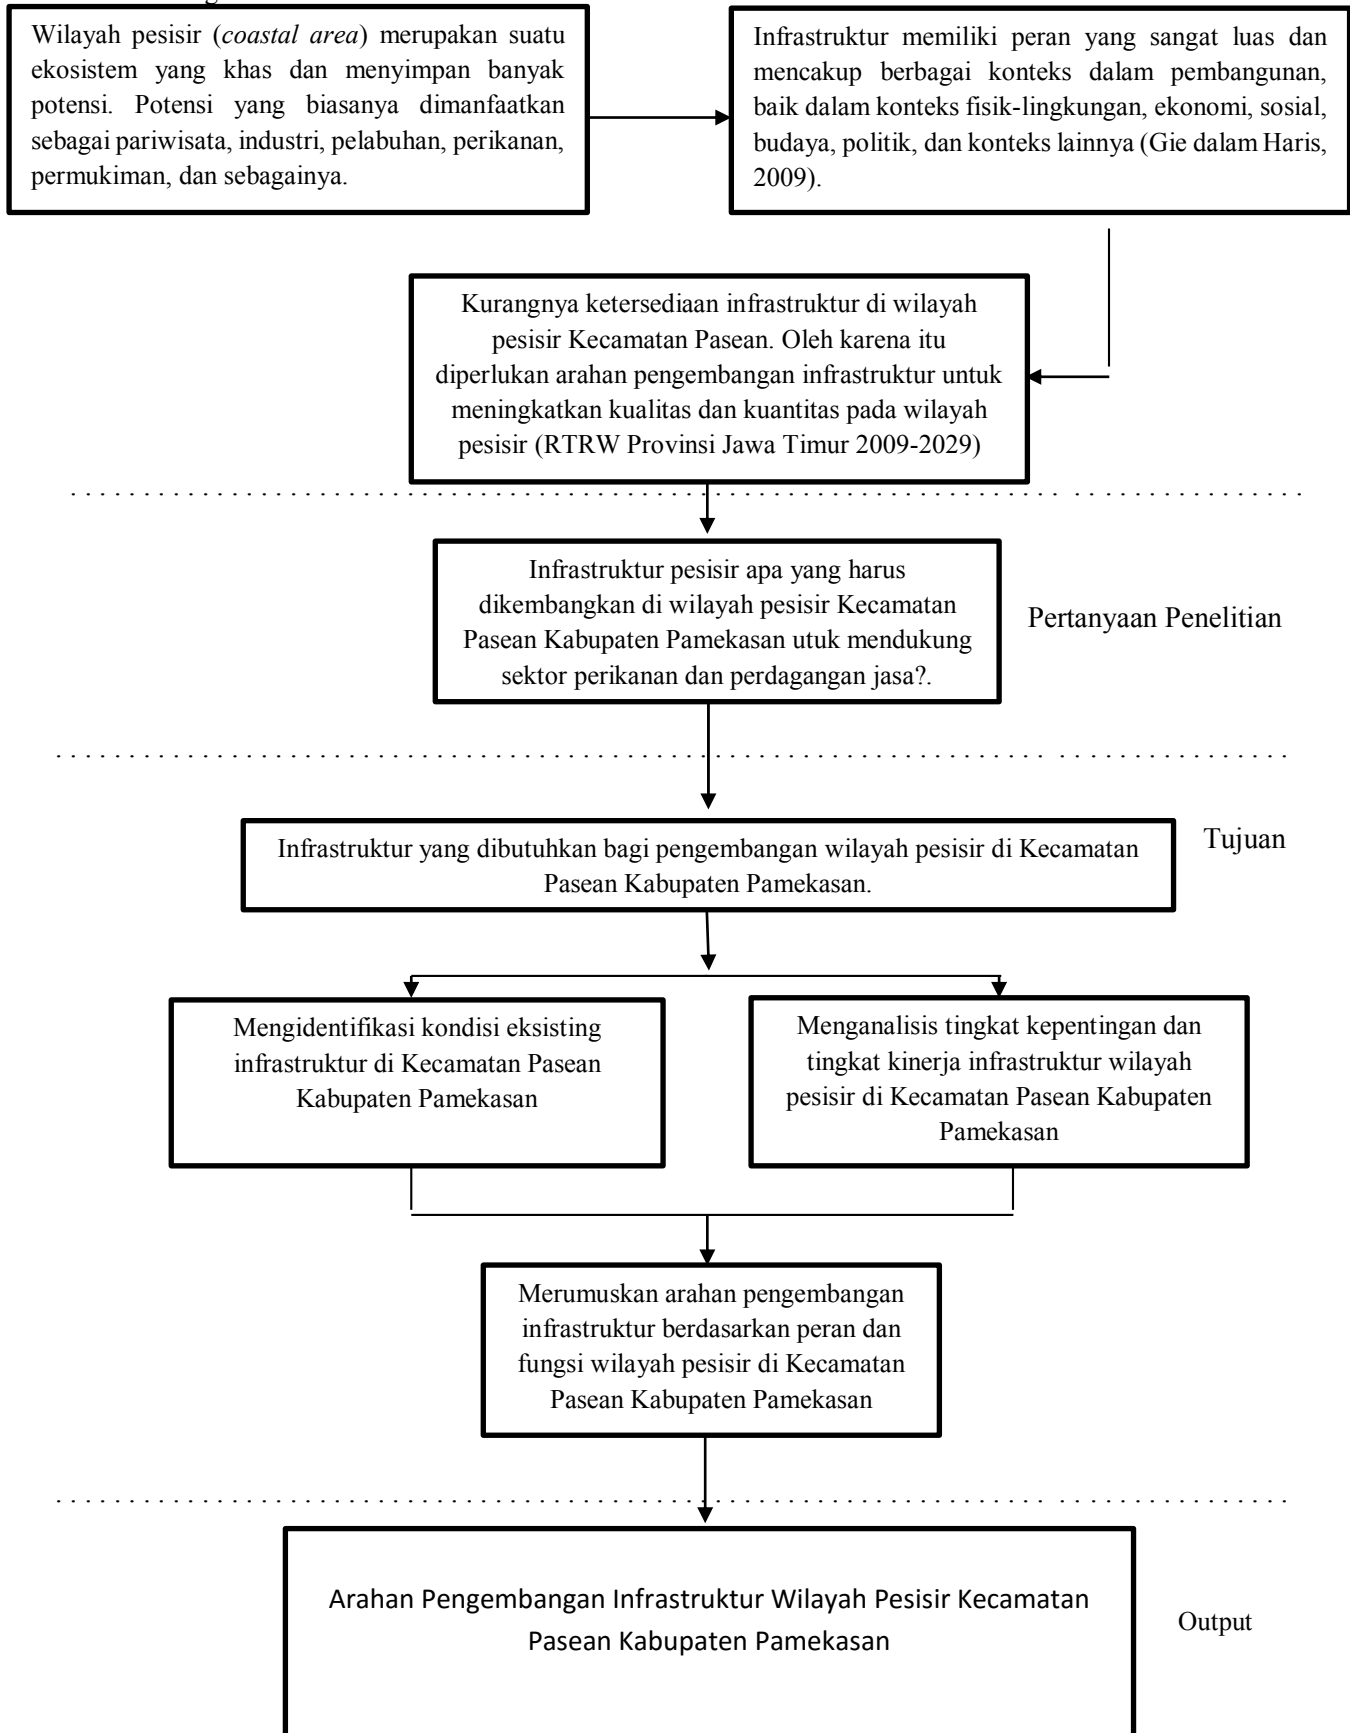 Wilayah pesisir (coastal area) merupakan suatu
ekosistem yang khas dan menyimpan banyak
potensi. Potensi yang biasanya dimanfaatkan
sebagai pariwisata, industri, pelabuhan, perikanan,
permukiman, dan sebagainya.
Infrastruktur memiliki peran yang sangat luas dan
mencakup berbagai konteks dalam pembangunan,
baik dalam konteks fisik-lingkungan, ekonomi, sosial,
budaya, politik, dan konteks lainnya (Gie dalam Haris,
2009).
Kurangnya ketersediaan infrastruktur di wilayah
pesisir Kecamatan Pasean. Oleh karena itu
diperlukan arahan pengembangan infrastruktur untuk
meningkatkan kualitas dan kuantitas pada wilayah
pesisir (RTRW Provinsi Jawa Timur 2009-2029)
Infrastruktur pesisir apa yang harus
dikembangkan di wilayah pesisir Kecamatan
Pasean Kabupaten Pamekasan utuk mendukung
sektor perikanan dan perdagangan jasa?.
Pertanyaan Penelitian
Infrastruktur yang dibutuhkan bagi pengembangan wilayah pesisir di Kecamatan
Pasean Kabupaten Pamekasan.
Tujuan
Mengidentifikasi kondisi eksisting
infrastruktur di Kecamatan Pasean
Kabupaten Pamekasan
Menganalisis tingkat kepentingan dan
tingkat kinerja infrastruktur wilayah
pesisir di Kecamatan Pasean Kabupaten
Pamekasan
Merumuskan arahan pengembangan
infrastruktur berdasarkan peran dan
fungsi wilayah pesisir di Kecamatan
Pasean Kabupaten Pamekasan
Arahan Pengembangan Infrastruktur Wilayah Pesisir Kecamatan
Pasean Kabupaten Pamekasan
Output